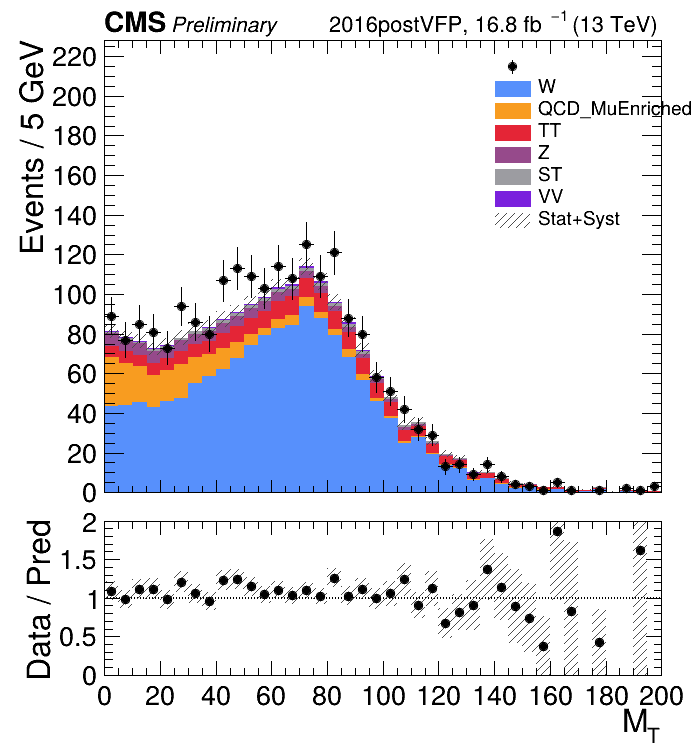 CMS Preliminary 2016postVFP, 16.8 fb⁻¹ (13 TeV)
Events / 5 GeV
220
200
180
160
140
120
100
80
60
40
20
0
W
QCD_MuEnriched
TT
Z
ST
VV
Stat+Syst
Data / Pred
2
1.5
1
0.5
0
0 20 40 60 80 100 120 140 160 180 200
M_T